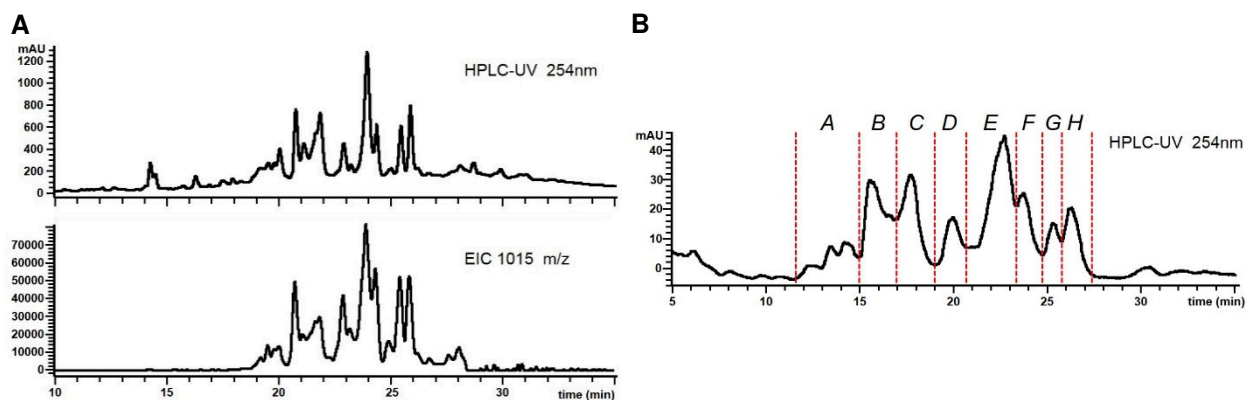 A
mAU
HPLC-UV 254nm
1200
1000
800
600
400
200
0
EIC 1015 m/z
70000
60000
50000
40000
30000
20000
10000
0
10 15 20 25 30 time (min)
B
A B C D E F G H
mAU
HPLC-UV 254nm
40
30
20
10
0
5 10 15 20 25 30 time (min)